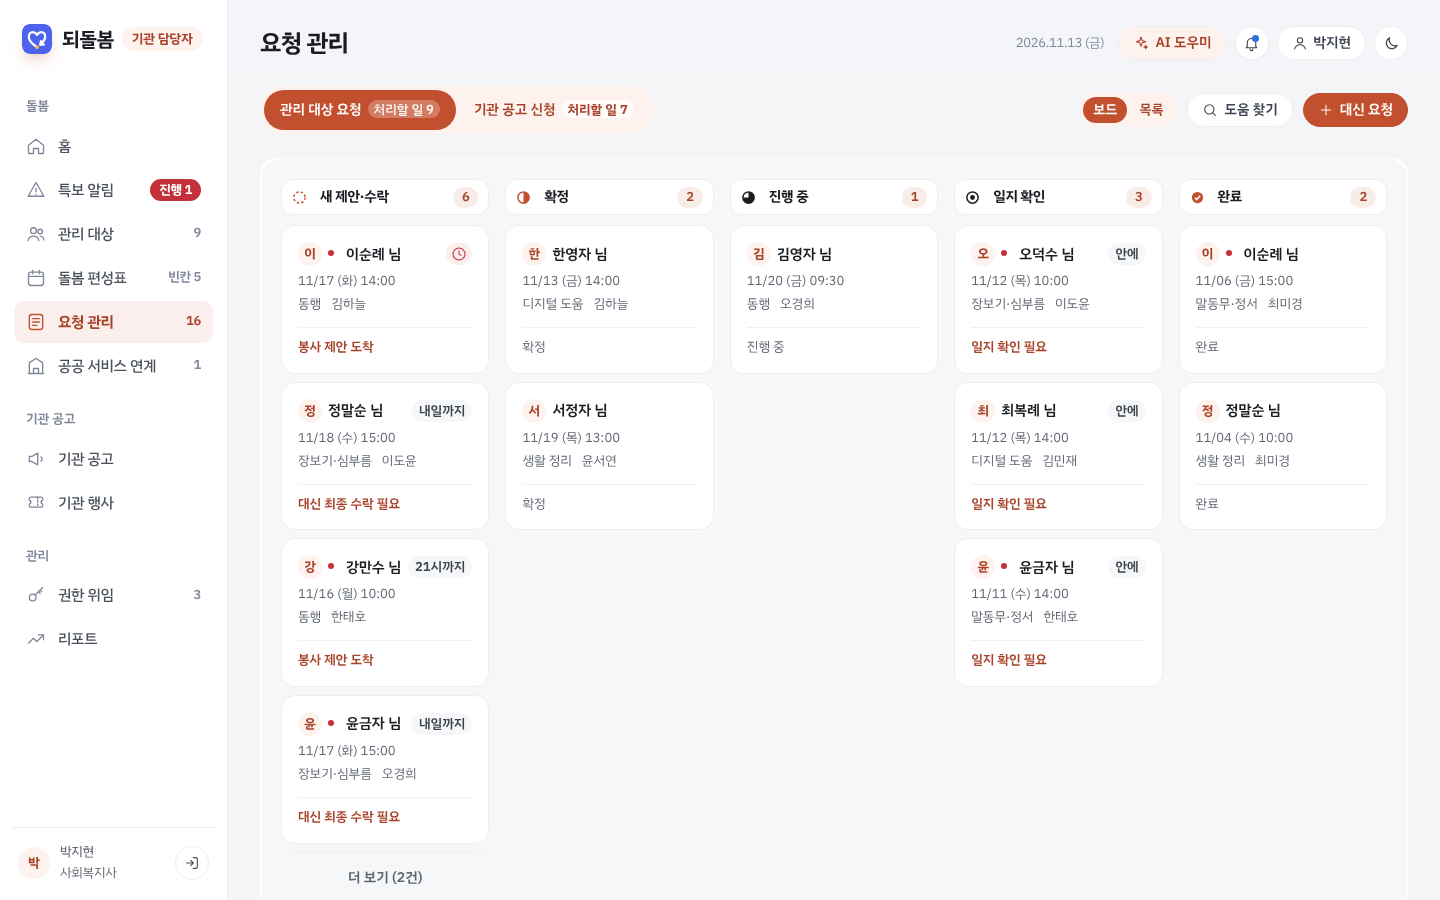 되돌봄 기관 담당자
돌봄
홈
특보 알림 진행 1
관리 대상 9
돌봄 편성표 빈칸 5
요청 관리 16
공공 서비스 연계 1
기관 공고
기관 공고
기관 행사
관리
권한 위임 3
리포트
박 박지현
사회복지사
요청 관리
2026.11.13 (금) AI 도우미 박지현
관리 대상 요청 처리할 일 9 기관 공고 신청 처리할 일 7
보드 목록 도움 찾기 대신 요청
새 제안·수락 6
이 이순례 님
11/17 (화) 14:00
동행 김하늘
봉사 제안 도착
정 정말순 님 내일까지
11/18 (수) 15:00
장보기·심부름 이도윤
대신 최종 수락 필요
강 강만수 님 21시까지
11/16 (월) 10:00
동행 한태호
봉사 제안 도착
윤 윤금자 님 내일까지
11/17 (화) 15:00
장보기·심부름 오경희
대신 최종 수락 필요
더 보기 (2건)
확정 2
한 한영자 님
11/13 (금) 14:00
디지털 도움 김하늘
확정
서 서정자 님
11/19 (목) 13:00
생활 정리 윤서연
확정
진행 중 1
김 김영자 님
11/20 (금) 09:30
동행 오경희
진행 중
일지 확인 3
오 오덕수 님 안에
11/12 (목) 10:00
장보기·심부름 이도윤
일지 확인 필요
최 최복례 님 안에
11/12 (목) 14:00
디지털 도움 김민재
일지 확인 필요
윤 윤금자 님 안에
11/11 (수) 14:00
말동무·정서 한태호
일지 확인 필요
완료 2
이 이순례 님
11/06 (금) 15:00
말동무·정서 최미경
완료
정 정말순 님
11/04 (수) 10:00
생활 정리 최미경
완료